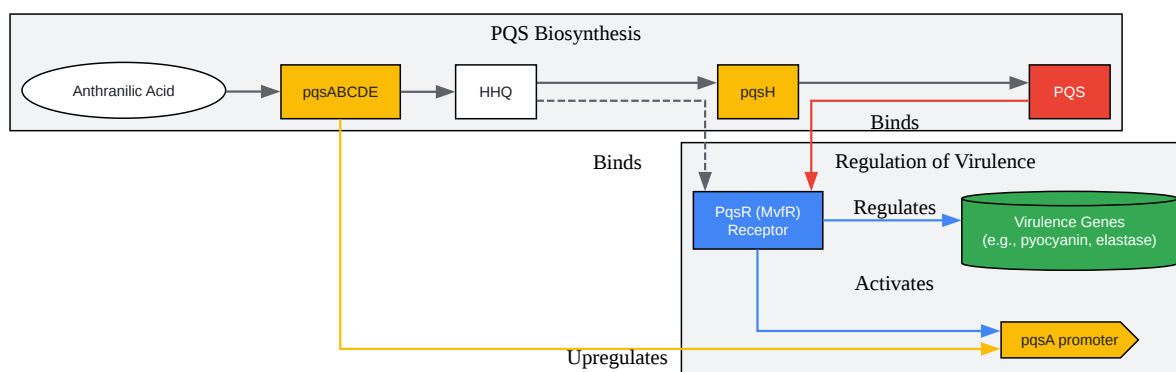 PQS Biosynthesis
Anthranilic Acid
pqsABCDE
HHQ
pqsH
PQS
Binds
Binds
Regulation of Virulence
PqsR (MvfR)
Receptor
Regulates
Virulence Genes
(e.g., pyocyanin, elastase)
Activates
pqsA promoter
Upregulates